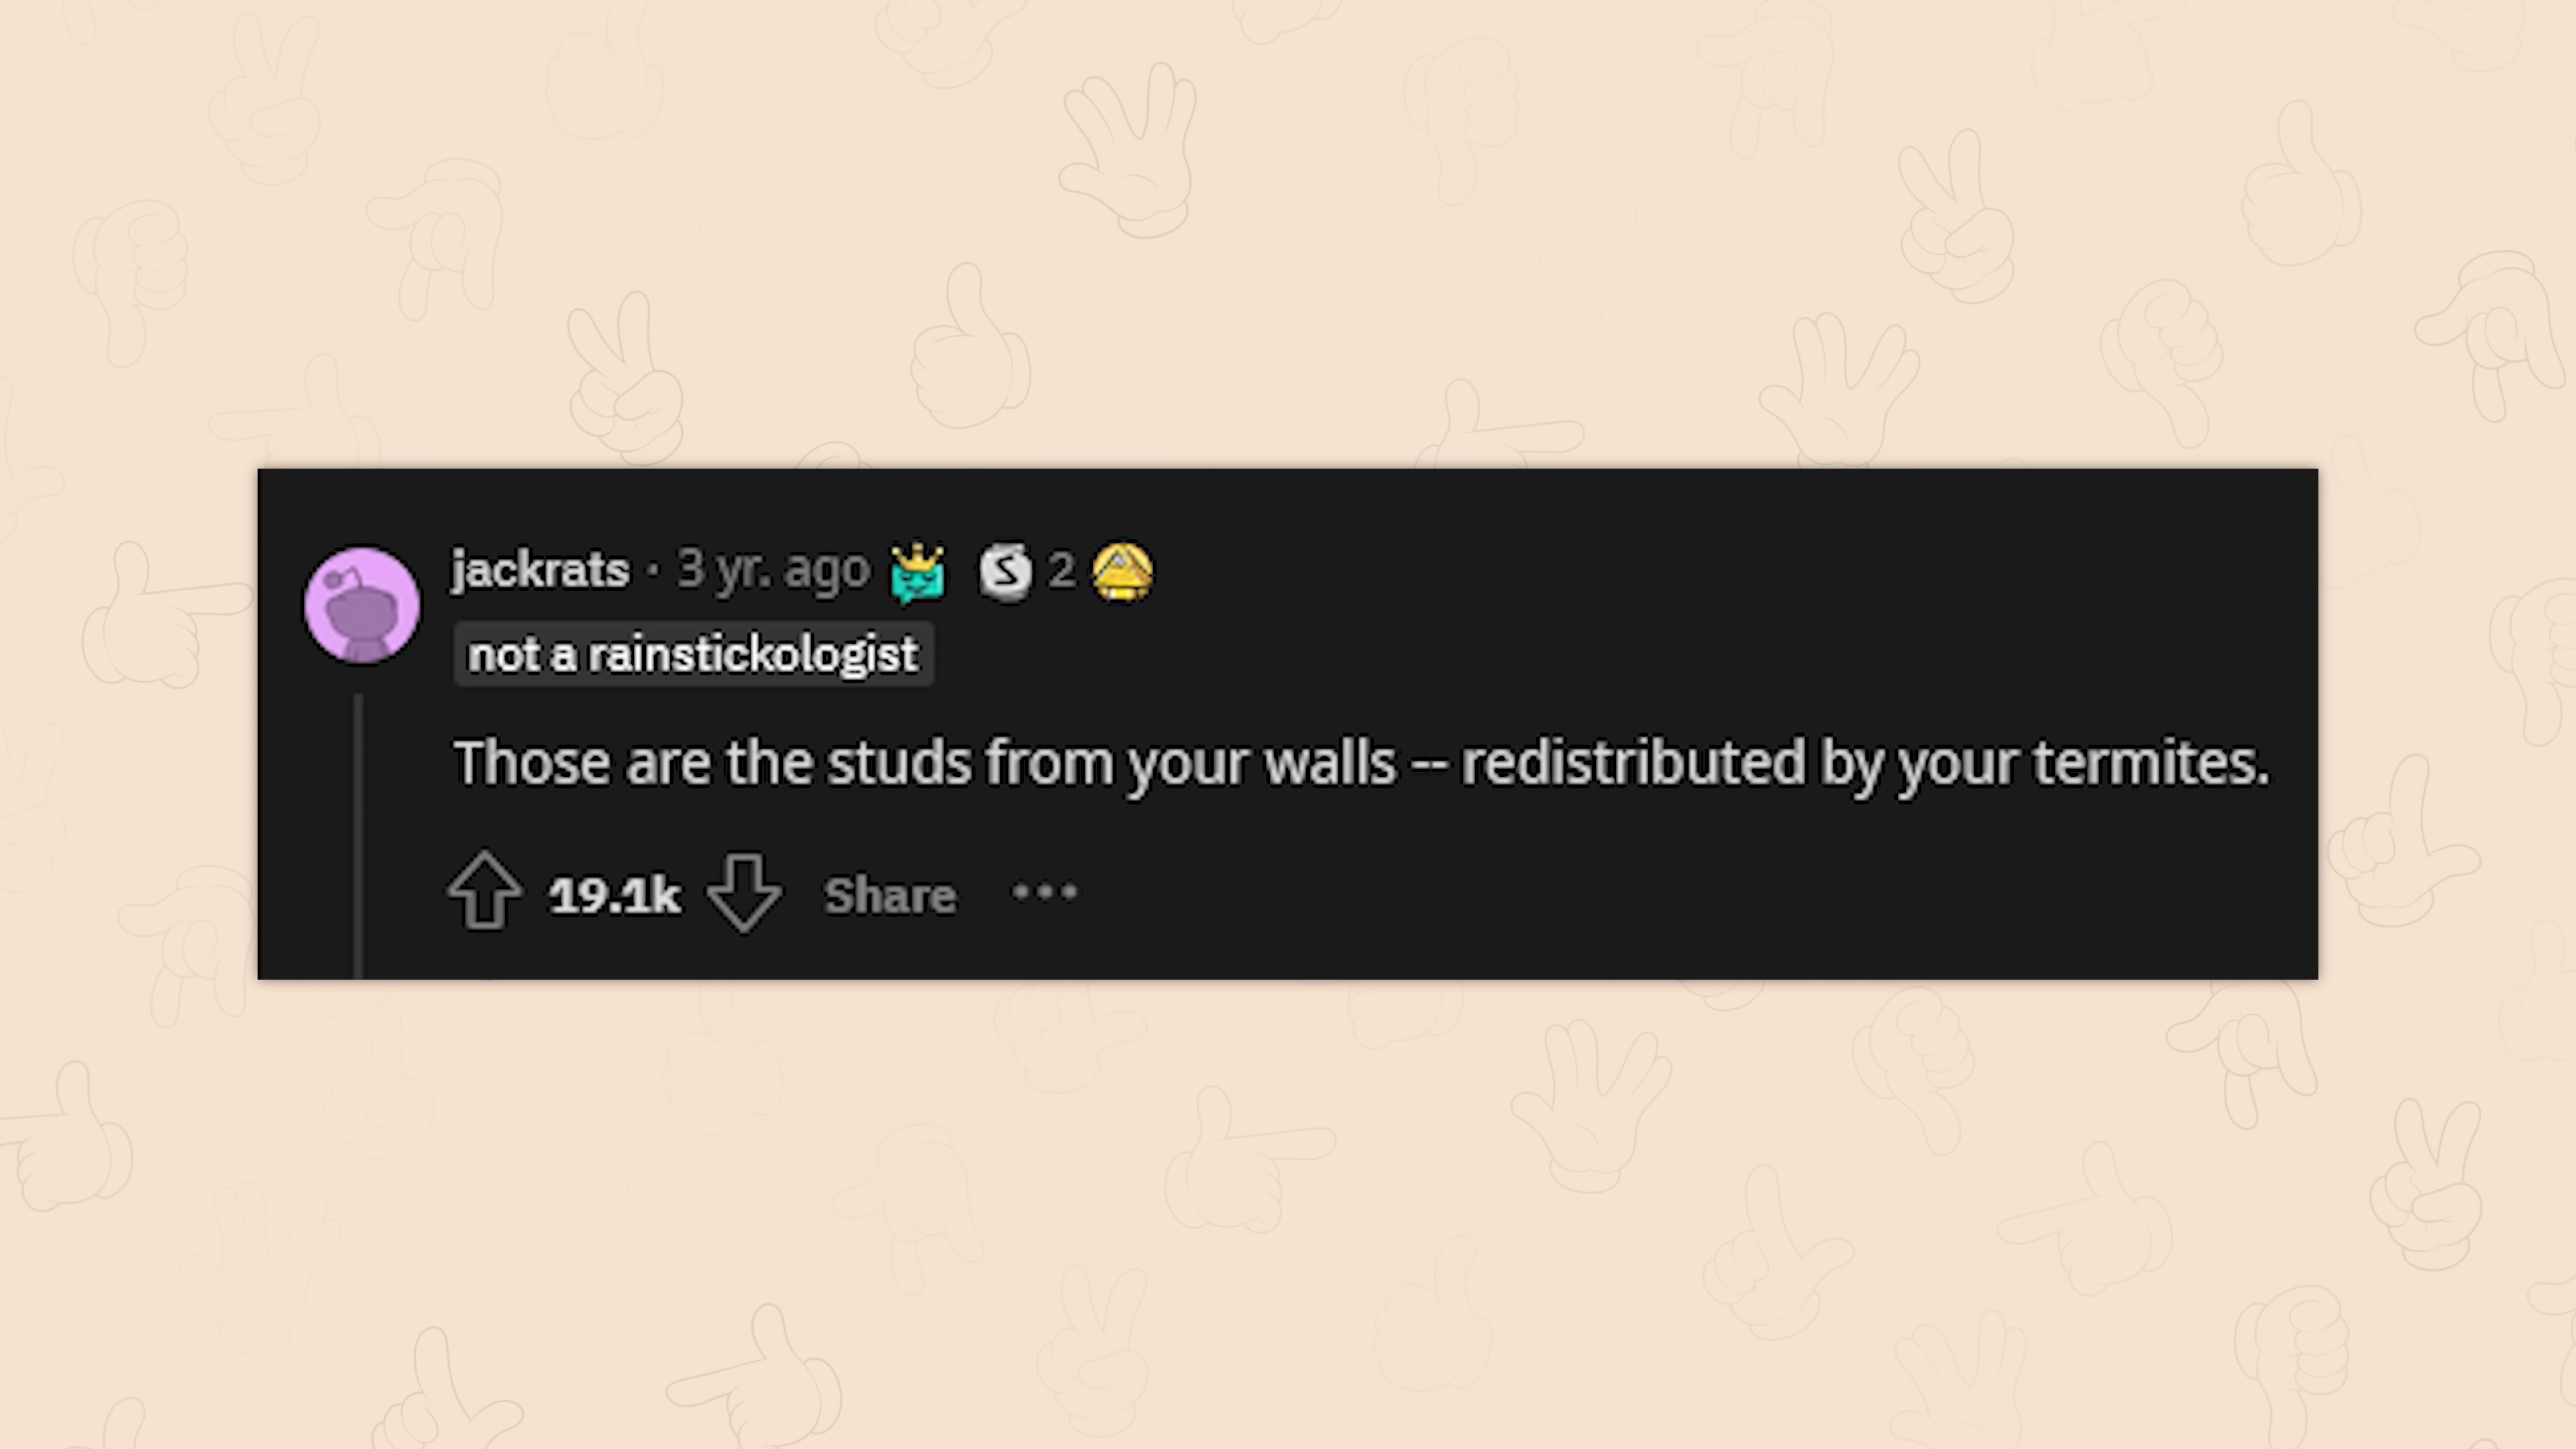 jackrats · 3 yr. ago 2
not a rainstickologist
Those are the studs from your walls -- redistributed by your termites.
19.1k Share